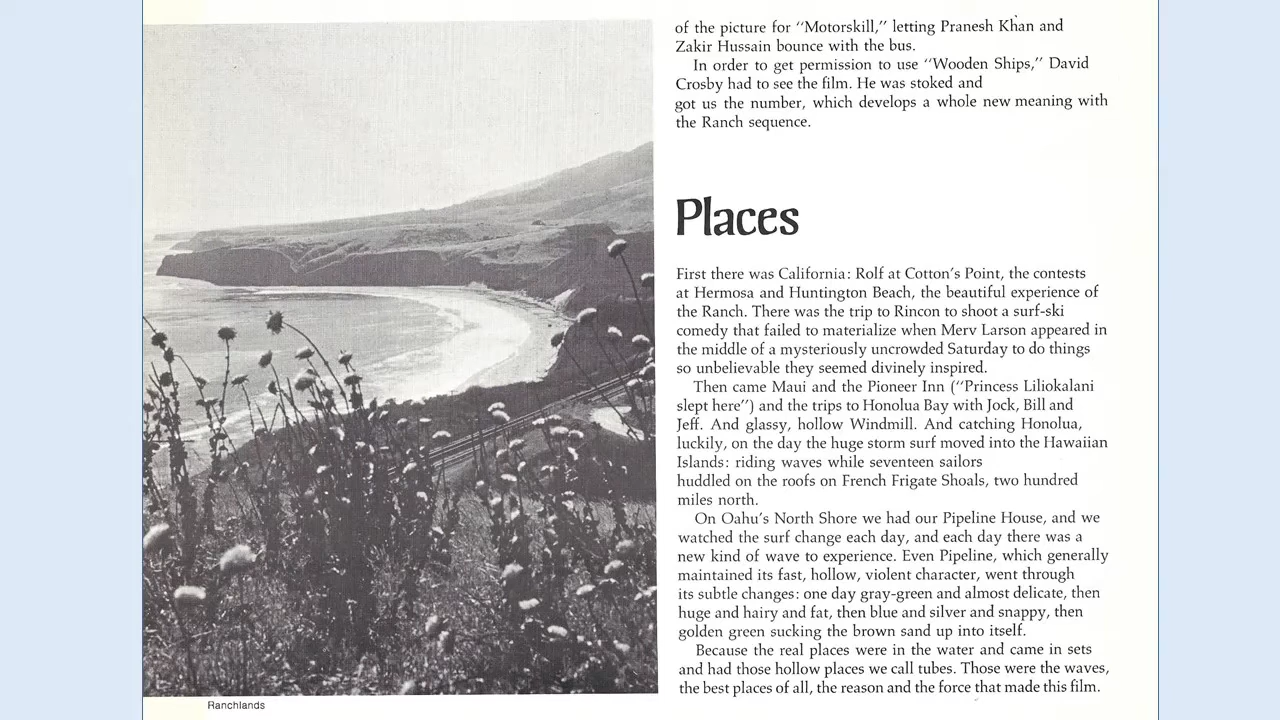 of the picture for “Motorskill,” letting Pranesh Khan and
Zakir Hussain bounce with the bus.
In order to get permission to use “Wooden Ships,” David
Crosby had to see the film. He was stoked and
got us the number, which develops a whole new meaning with
the Ranch sequence.
Places
First there was California: Rolf at Cotton’s Point, the contests
at Hermosa and Huntington Beach, the beautiful experience of
the Ranch. There was the trip to Rincon to shoot a surf-ski
comedy that failed to materialize when Merv Larson appeared in
the middle of a mysteriously uncrowded Saturday to do things
so unbelievable they seemed divinely inspired.
Then came Maui and the Pioneer Inn (“Princess Liliokalani
slept here”) and the trips to Honolua Bay with Jock, Bill and
Jeff. And glassy, hollow Windmill. And catching Honolua,
luckily, on the day the huge storm surf moved into the Hawaiian
Islands: riding waves while seventeen sailors
huddled on the roofs on French Frigate Shoals, two hundred
miles north.
On Oahu’s North Shore we had our Pipeline House, and we
watched the surf change each day, and each day there was a
new kind of wave to experience. Even Pipeline, which generally
maintained its fast, hollow, violent character, went through
its subtle changes: one day gray-green and almost delicate, then
huge and hairy and fat, then blue and silver and snappy, then
golden green sucking the brown sand up into itself.
Because the real places were in the water and came in sets
and had those hollow places we call tubes. Those were the waves,
the best places of all, the reason and the force that made this film.
Ranchlands